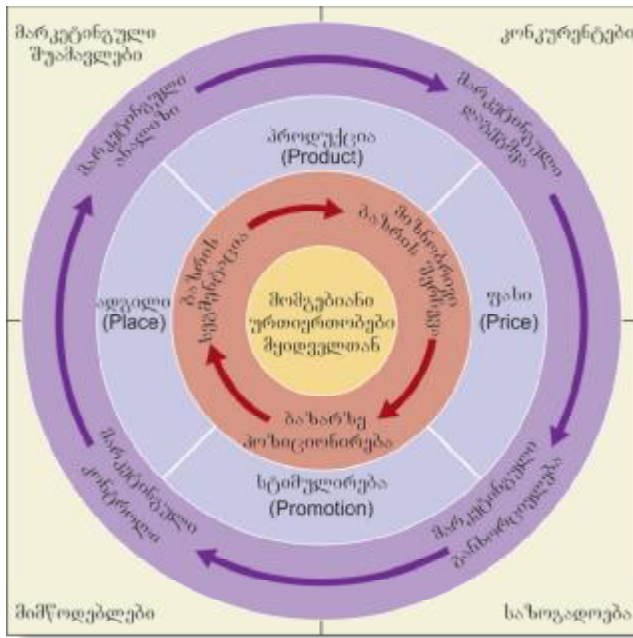 მარკეტინგული
შუამავლები
კონკურენტები
მარკეტინგული
ანალიზი
მარკეტინგული
დაგეგმვა
პროდუქცია
(Product)
ბაზრის
სეგმენტაცია
მიზნობრივი
ბაზრის შერჩევა
ადგილი
(Place)
მომგებიანი
ურთიერთობები
მყიდველთან
ფასი
(Price)
ბაზარზე
პოზიციონირება
სტიმულირება
(Promotion)
მარკეტინგული
კონტროლი
მარკეტინგული
განხორციელება
მიმწოდებლები
საზოგადოება